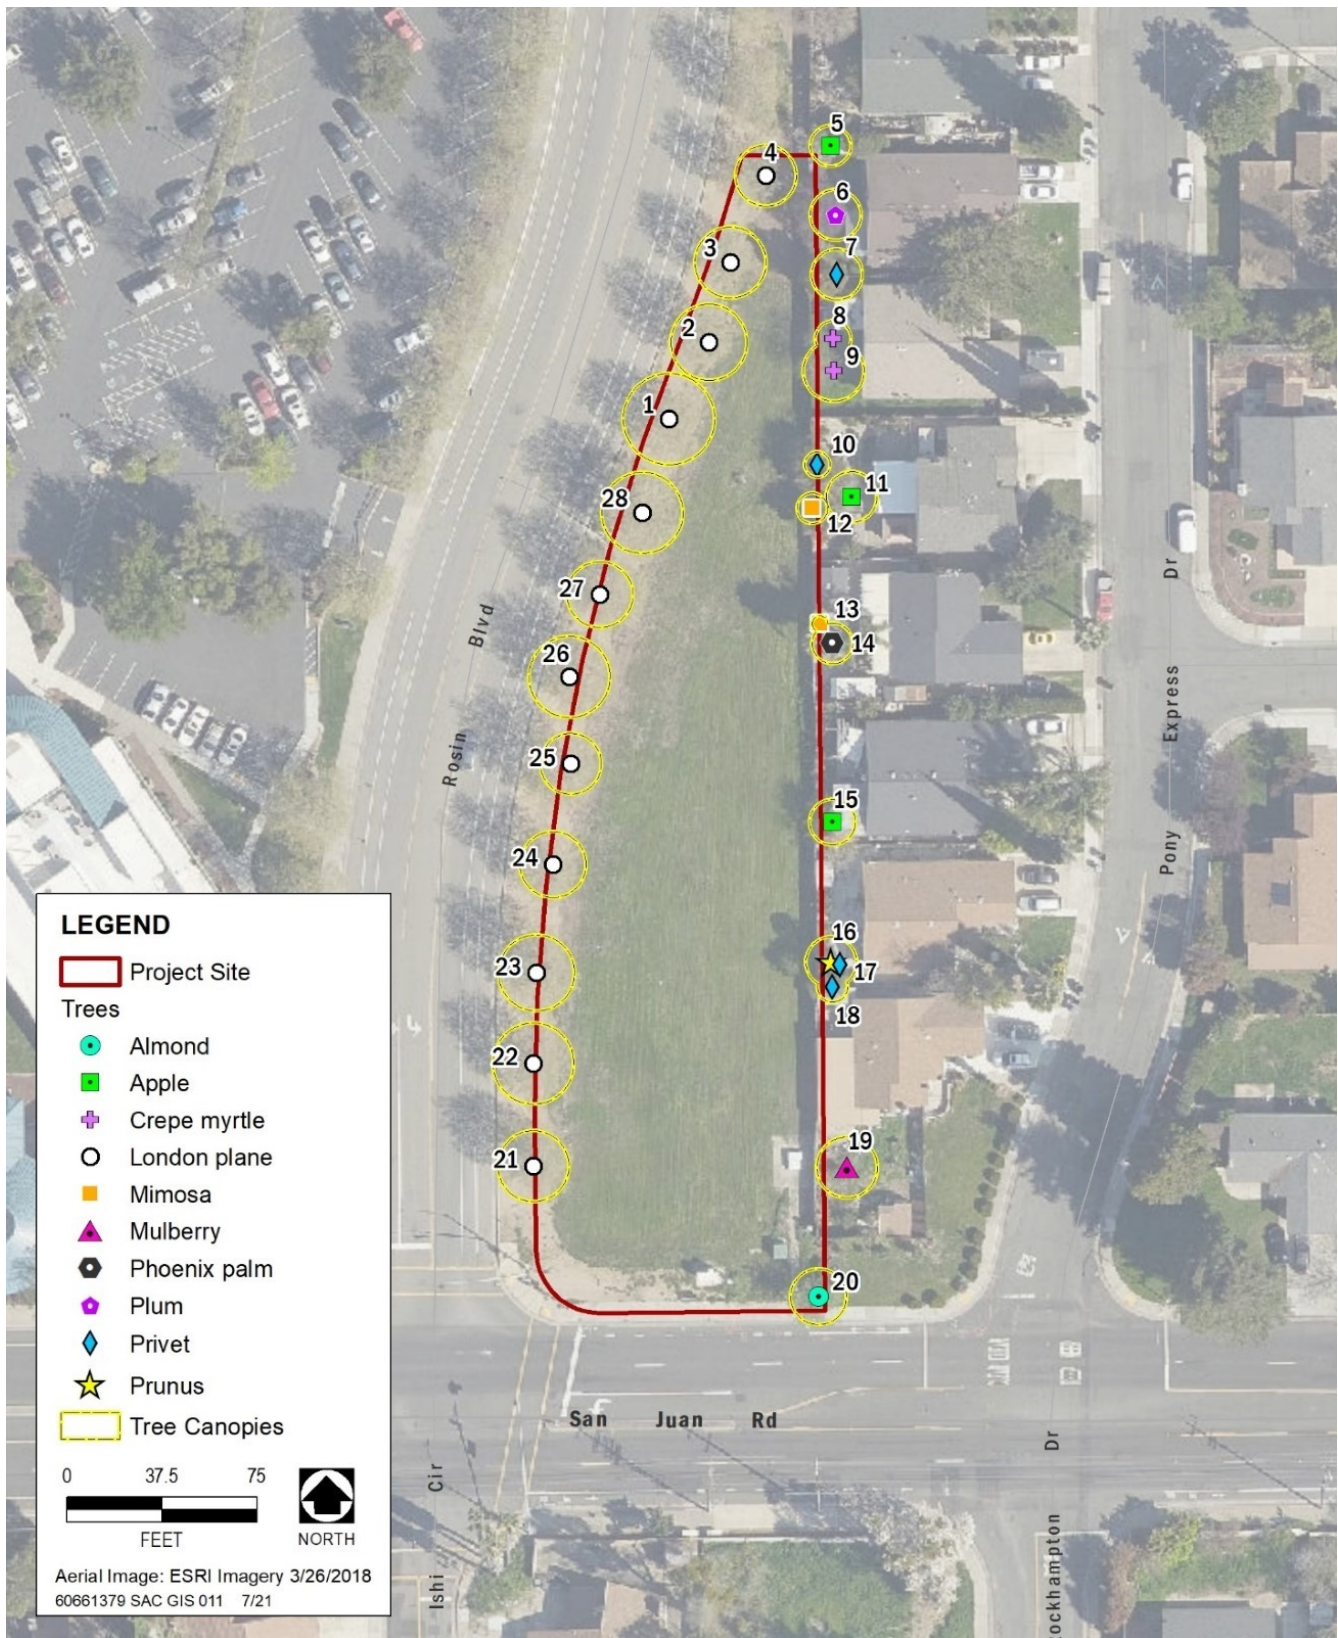 5
4
6
3
7
8
2
9
1
10
11
28
12
27
13
14
26
25
15
24
16
17
23
18
22
21
19
20
Rosin Blvd
Pony Express Dr
San Juan Rd
Ishi Cir
Dr
LEGEND
Project Site
Trees
Almond
Apple
Crepe myrtle
London plane
Mimosa
Mulberry
Phoenix palm
Plum
Privet
Prunus
Tree Canopies
0 37.5 75
FEET
NORTH
Aerial Image: ESRI Imagery 3/26/2018
60661379 SAC GIS 011 7/21